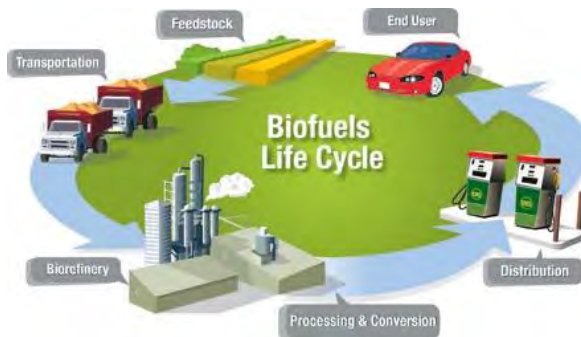 Feedstock
End User
Transportation
Biofuels
Life Cycle
Biorefinery
Distribution
Processing & Conversion